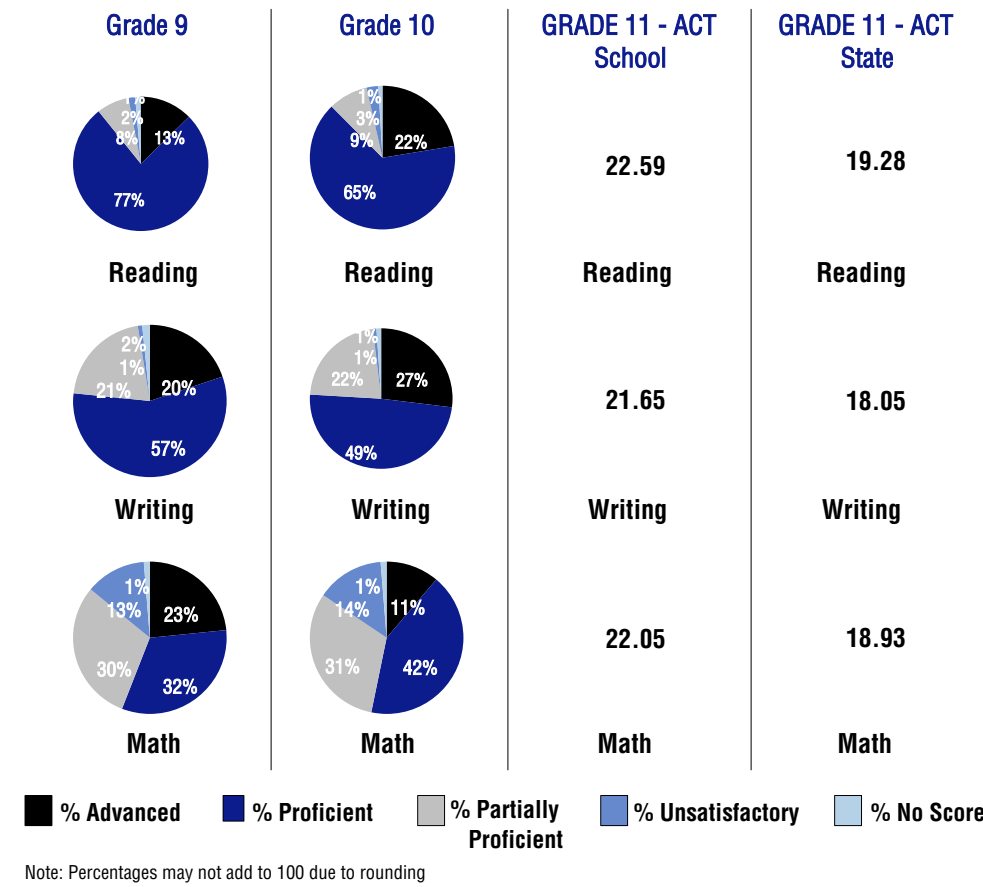 Grade 9
Grade 10
GRADE 11 - ACT
School
GRADE 11 - ACT
State
1%
2%
8%
13%
77%
1%
3%
9%
22%
65%
22.59
19.28
Reading
Reading
Reading
Reading
2%
1%
21%
20%
57%
1%
1%
22%
27%
49%
21.65
18.05
Writing
Writing
Writing
Writing
1%
13%
23%
30%
32%
1%
14%
11%
31%
42%
22.05
18.93
Math
Math
Math
Math
% Advanced
% Proficient
% Partially
Proficient
% Unsatisfactory
% No Score
Note: Percentages may not add to 100 due to rounding